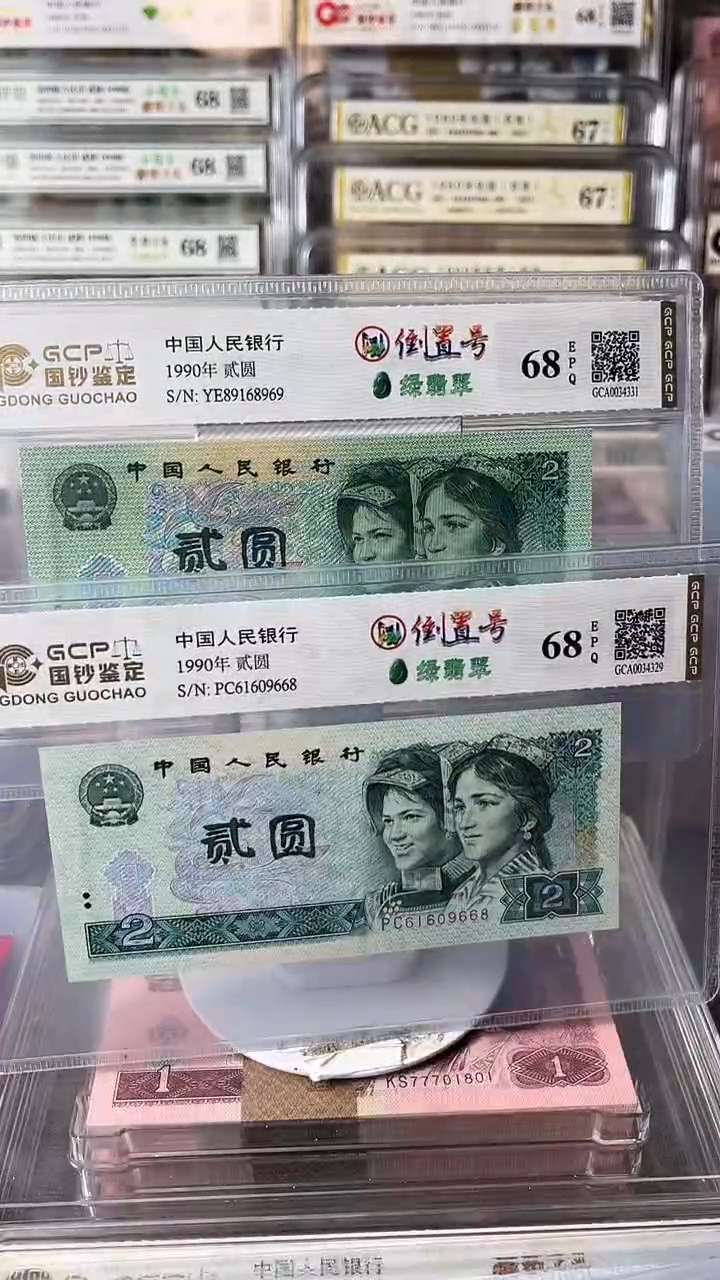 68
68
68
68
ACG
67
ACG
67
GCP
国钞鉴定
GDONG GUOCHAO
中国人民银行
1990年 贰圆
S/N: YE89168969
倒置号
绿翡翠
68
EPQ
GCA0034331
GCP GCP GCP
中国人民银行
2
贰圆
GCP
国钞鉴定
GDONG GUOCHAO
中国人民银行
1990年 贰圆
S/N: PC61609668
倒置号
绿翡翠
68
EPQ
GCA0034329
GCP GCP GCP
中国人民银行
2
贰圆
2
PC61609668
2
1
KS77701801
1
中国人民银行